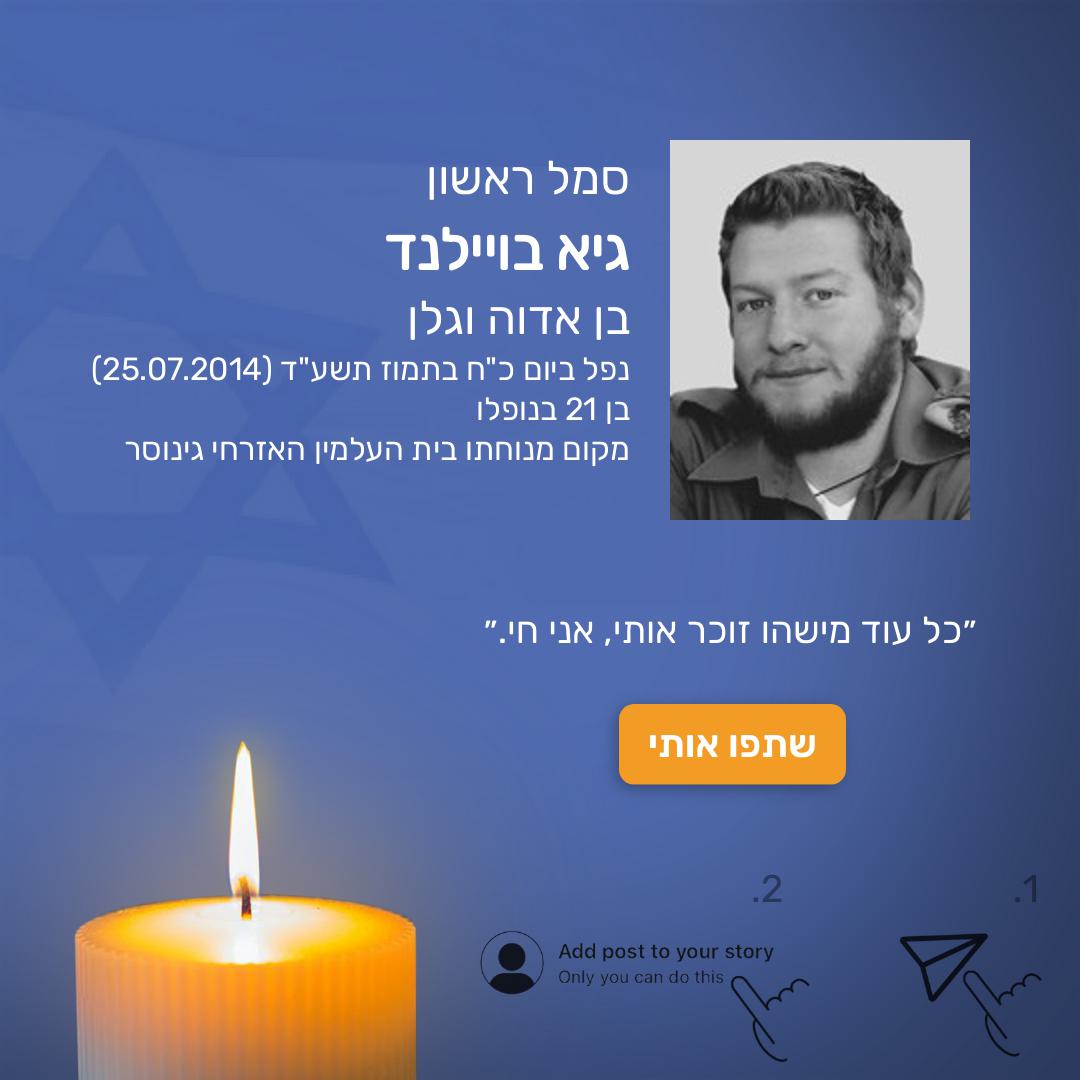 סמל ראשון
גיא בויילנד
בן אדוה וגלן
נפל ביום כ"ח בתמוז תשע"ד (25.07.2014)
בן 21 בנופלו
מקום מנוחתו בית העלמין האזרחי גינוסר
״כל עוד מישהו זוכר אותי, אני חי.״
שתפו אותי
.1
.2
Add post to your story
Only you can do this